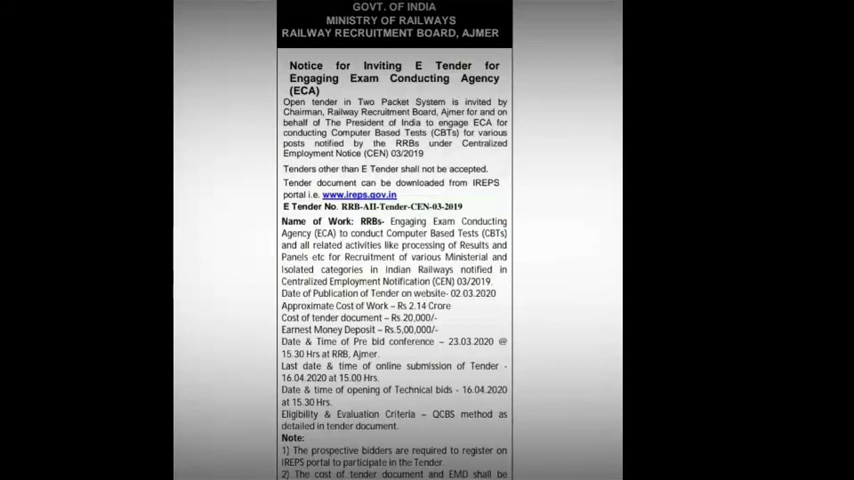 GOVT. OF INDIA
MINISTRY OF RAILWAYS
RAILWAY RECRUITMENT BOARD, AJMER
Notice for Inviting E Tender for
Engaging Exam Conducting Agency
(ECA)
Open tender in Two Packet System is invited by
Chairman, Railway Recruitment Board, Ajmer for and on
behalf of The President of India to engage ECA for
conducting Computer Based Tests (CBTs) for various
posts notified by the RRBs under Centralized
Employment Notice (CEN) 03/2019
Tenders other than E Tender shall not be accepted.
Tender document can be downloaded from IREPS
portal i.e. www.ireps.gov.in
E Tender No. RRB-AII-Tender-CEN-03-2019
Name of Work: RRBs- Engaging Exam Conducting
Agency (ECA) to conduct Computer Based Tests (CBTs)
and all related activities like processing of Results and
Panels etc for Recruitment of various Ministerial and
Isolated categories in Indian Railways notified in
Centralized Employment Notification (CEN) 03/2019.
Date of Publication of Tender on website- 02.03.2020
Approximate Cost of Work – Rs 2.14 Crore
Cost of tender document – Rs 20,000/-
Earnest Money Deposit – Rs.5,00,000/-
Date & Time of Pre bid conference – 23.03.2020 @
15.30 Hrs at RRB, Ajmer.
Last date & time of online submission of Tender -
16.04.2020 at 15.00 Hrs.
Date & time of opening of Technical bids - 16.04.2020
at 15.30 Hrs.
Eligibility & Evaluation Criteria – QCBS method as
detailed in tender document.
Note:
1) The prospective bidders are required to register on
IREPS portal to participate in the Tender.
2) The cost of tender document and EMD shall be